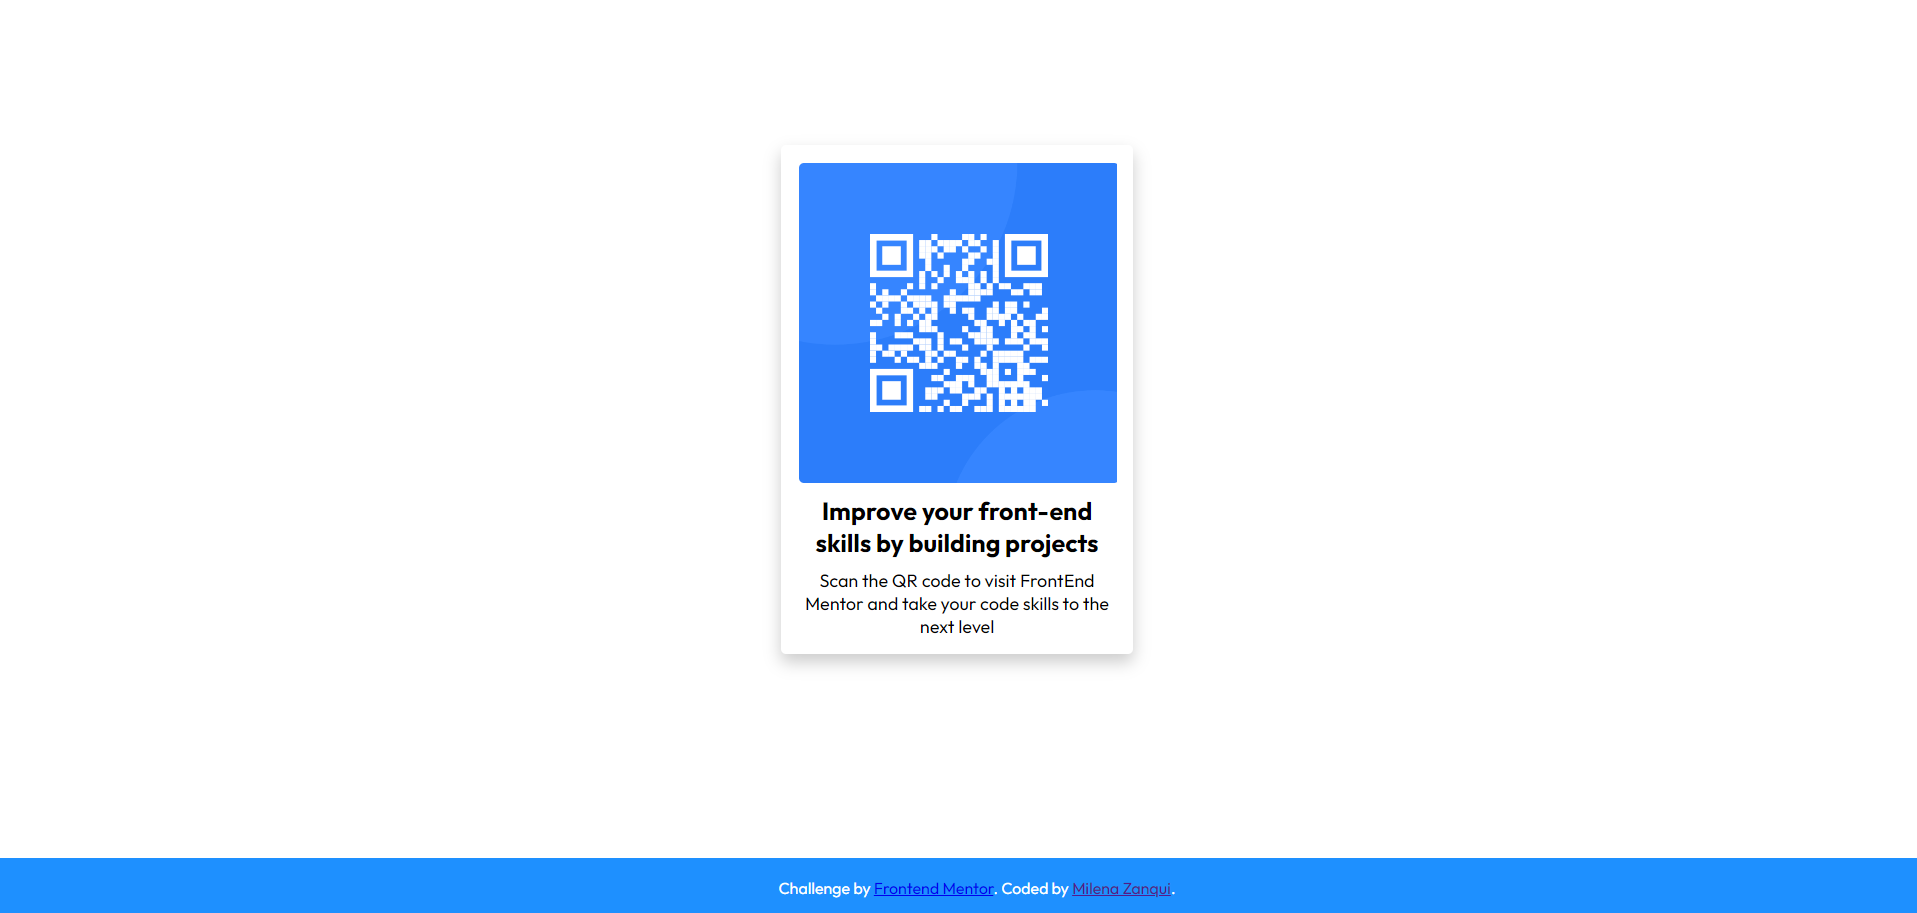 Improve your front-end
skills by building projects
Scan the QR code to visit FrontEnd
Mentor and take your code skills to the
next level
Challenge by Frontend Mentor. Coded by Milena Zanqui.